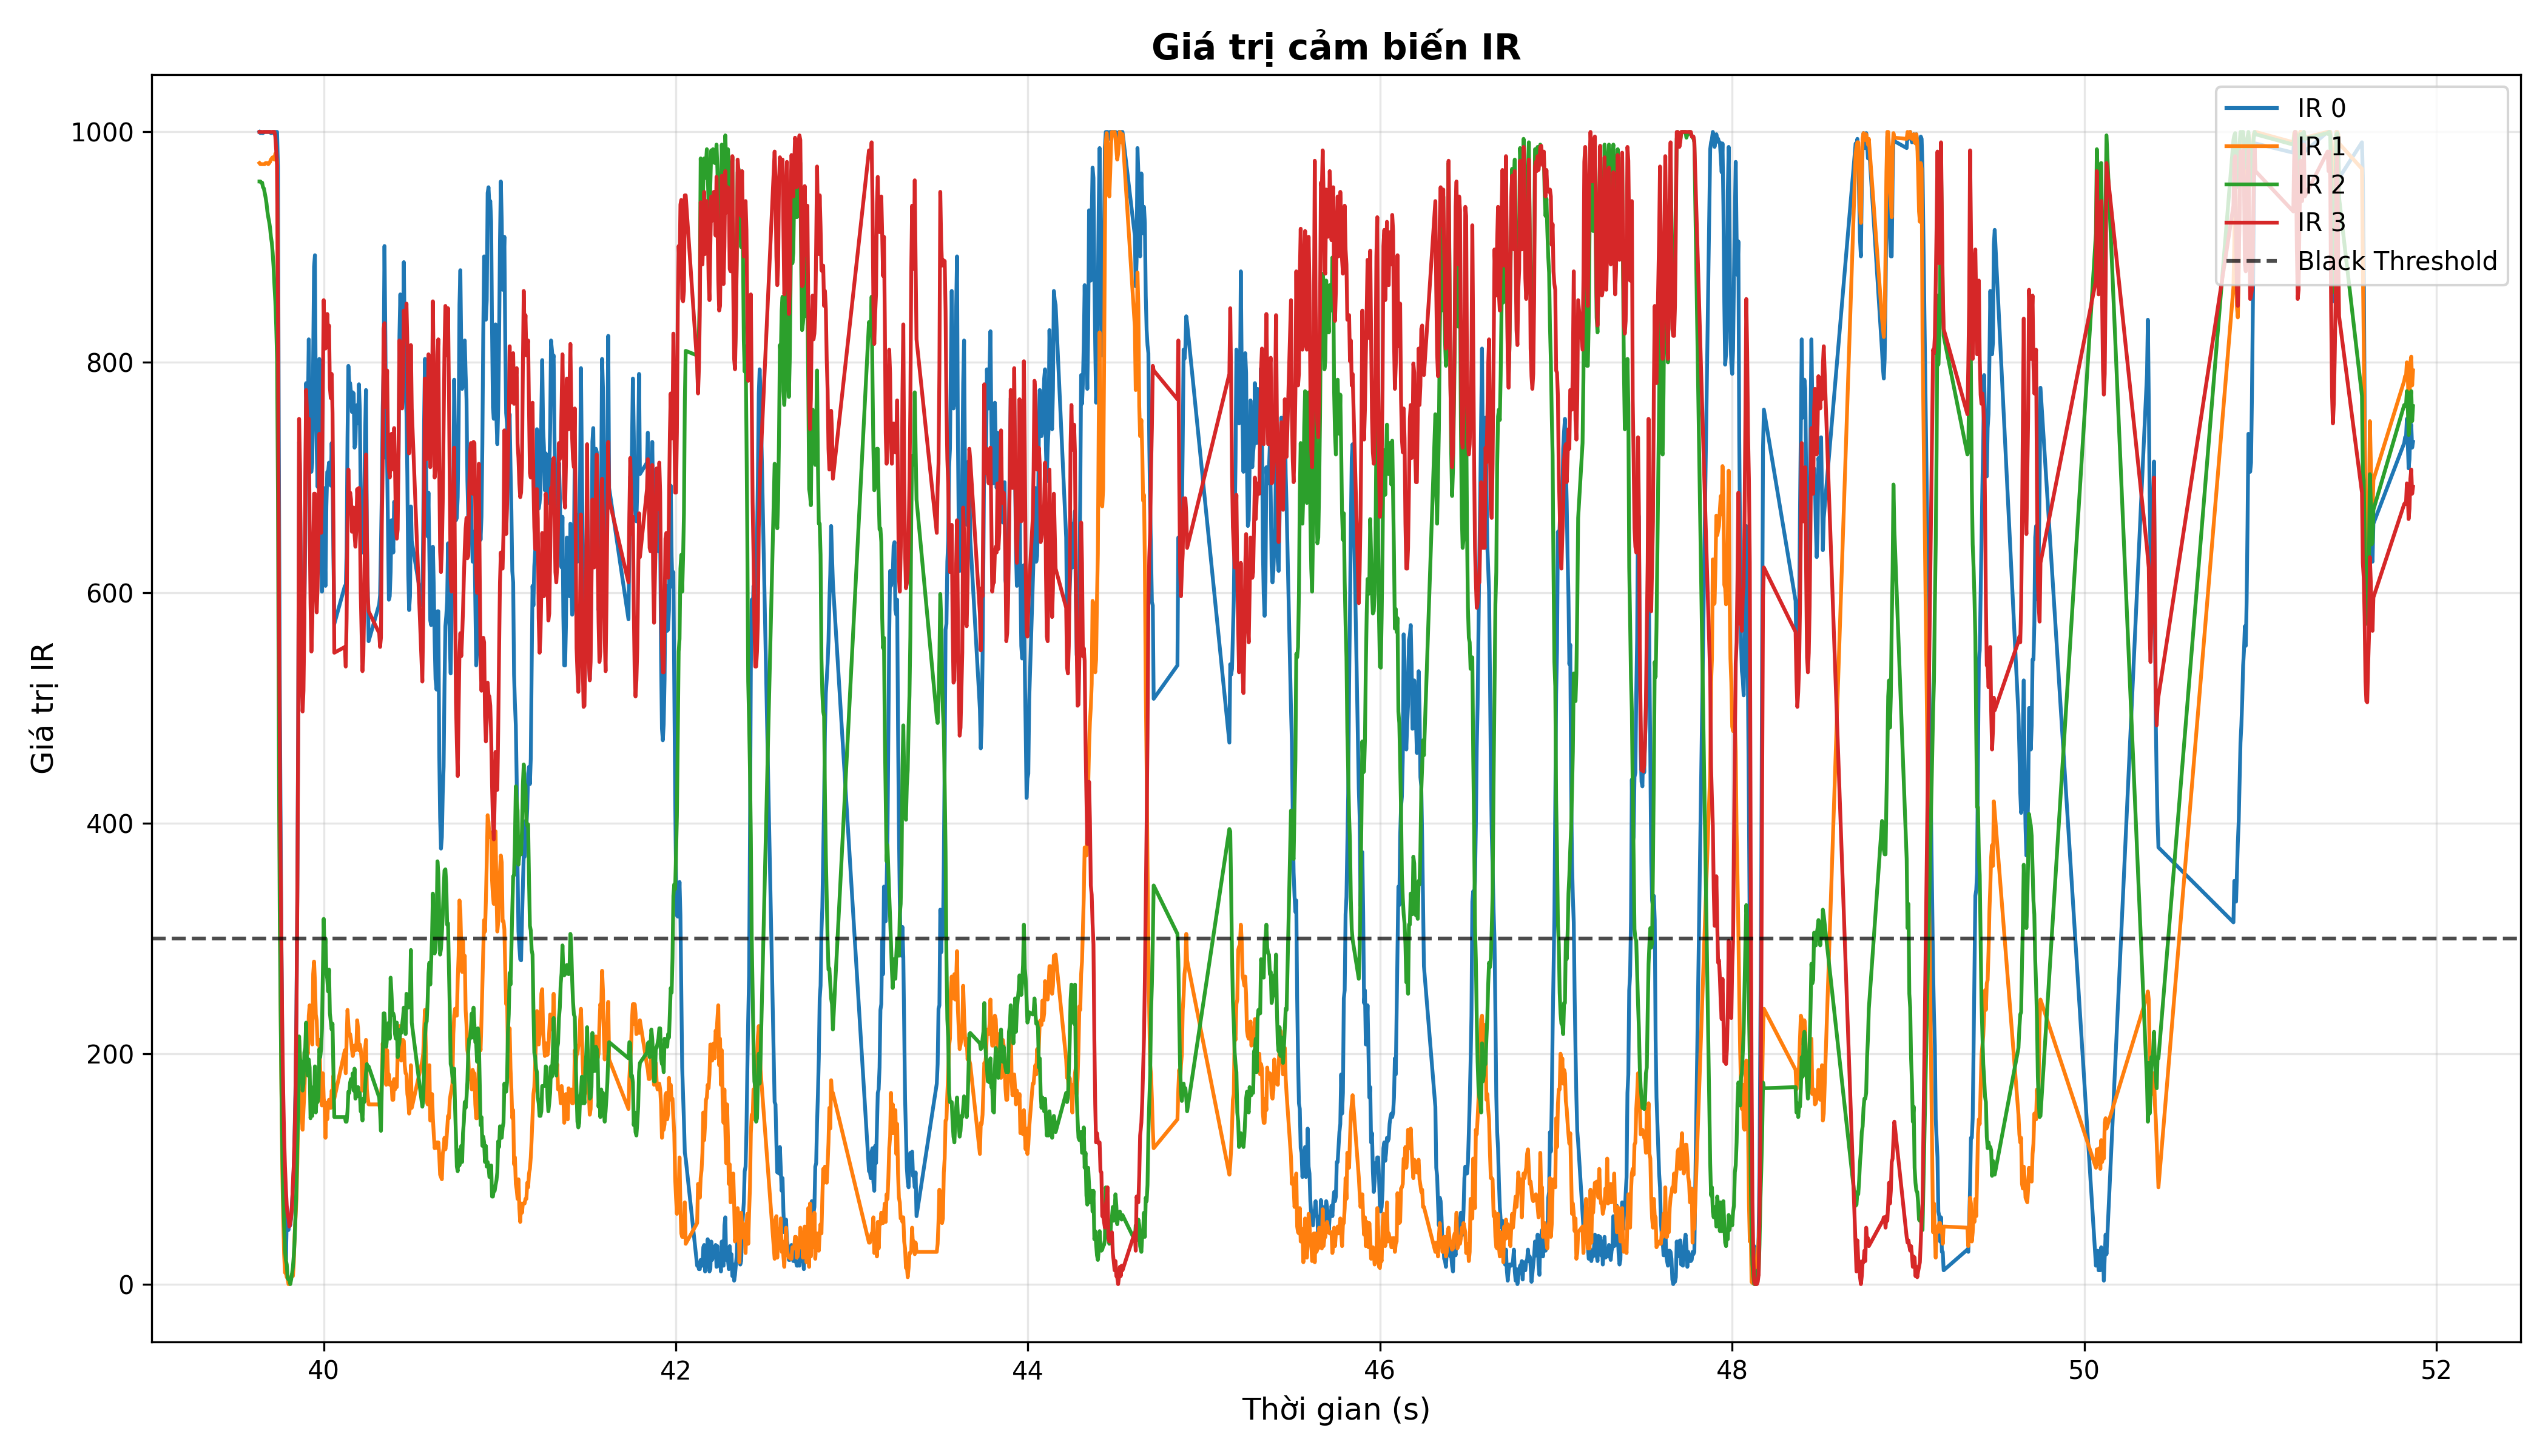 Giá trị cảm biến IR
IR 0
IR 1
IR 2
IR 3
Black Threshold
Giá trị IR
1000
800
600
400
200
0
40
42
44
46
48
50
52
Thời gian (s)